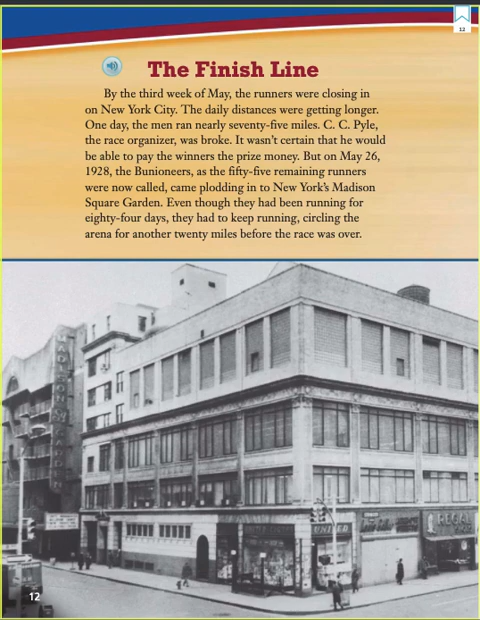 12
The Finish Line
By the third week of May, the runners were closing in
on New York City. The daily distances were getting longer.
One day, the men ran nearly seventy-five miles. C. C. Pyle,
the race organizer, was broke. It wasn't certain that he would
be able to pay the winners the prize money. But on May 26,
1928, the Bunioneers, as the fifty-five remaining runners
were now called, came plodding in to New York's Madison
Square Garden. Even though they had been running for
eighty-four days, they had to keep running, circling the
arena for another twenty miles before the race was over.
MADISON SQ GARDEN
UNITED
REGAL
12